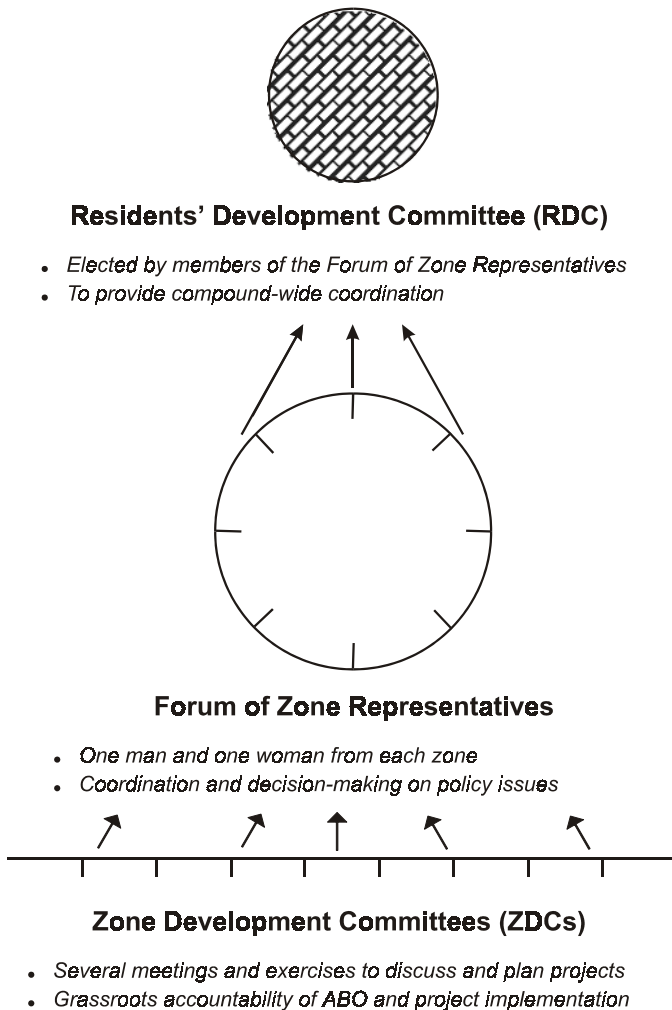 Residents’ Development Committee (RDC)
• Elected by members of the Forum of Zone Representatives
• To provide compound-wide coordination
Forum of Zone Representatives
• One man and one woman from each zone
• Coordination and decision-making on policy issues
Zone Development Committees (ZDCs)
• Several meetings and exercises to discuss and plan projects
• Grassroots accountability of ABO and project implementation